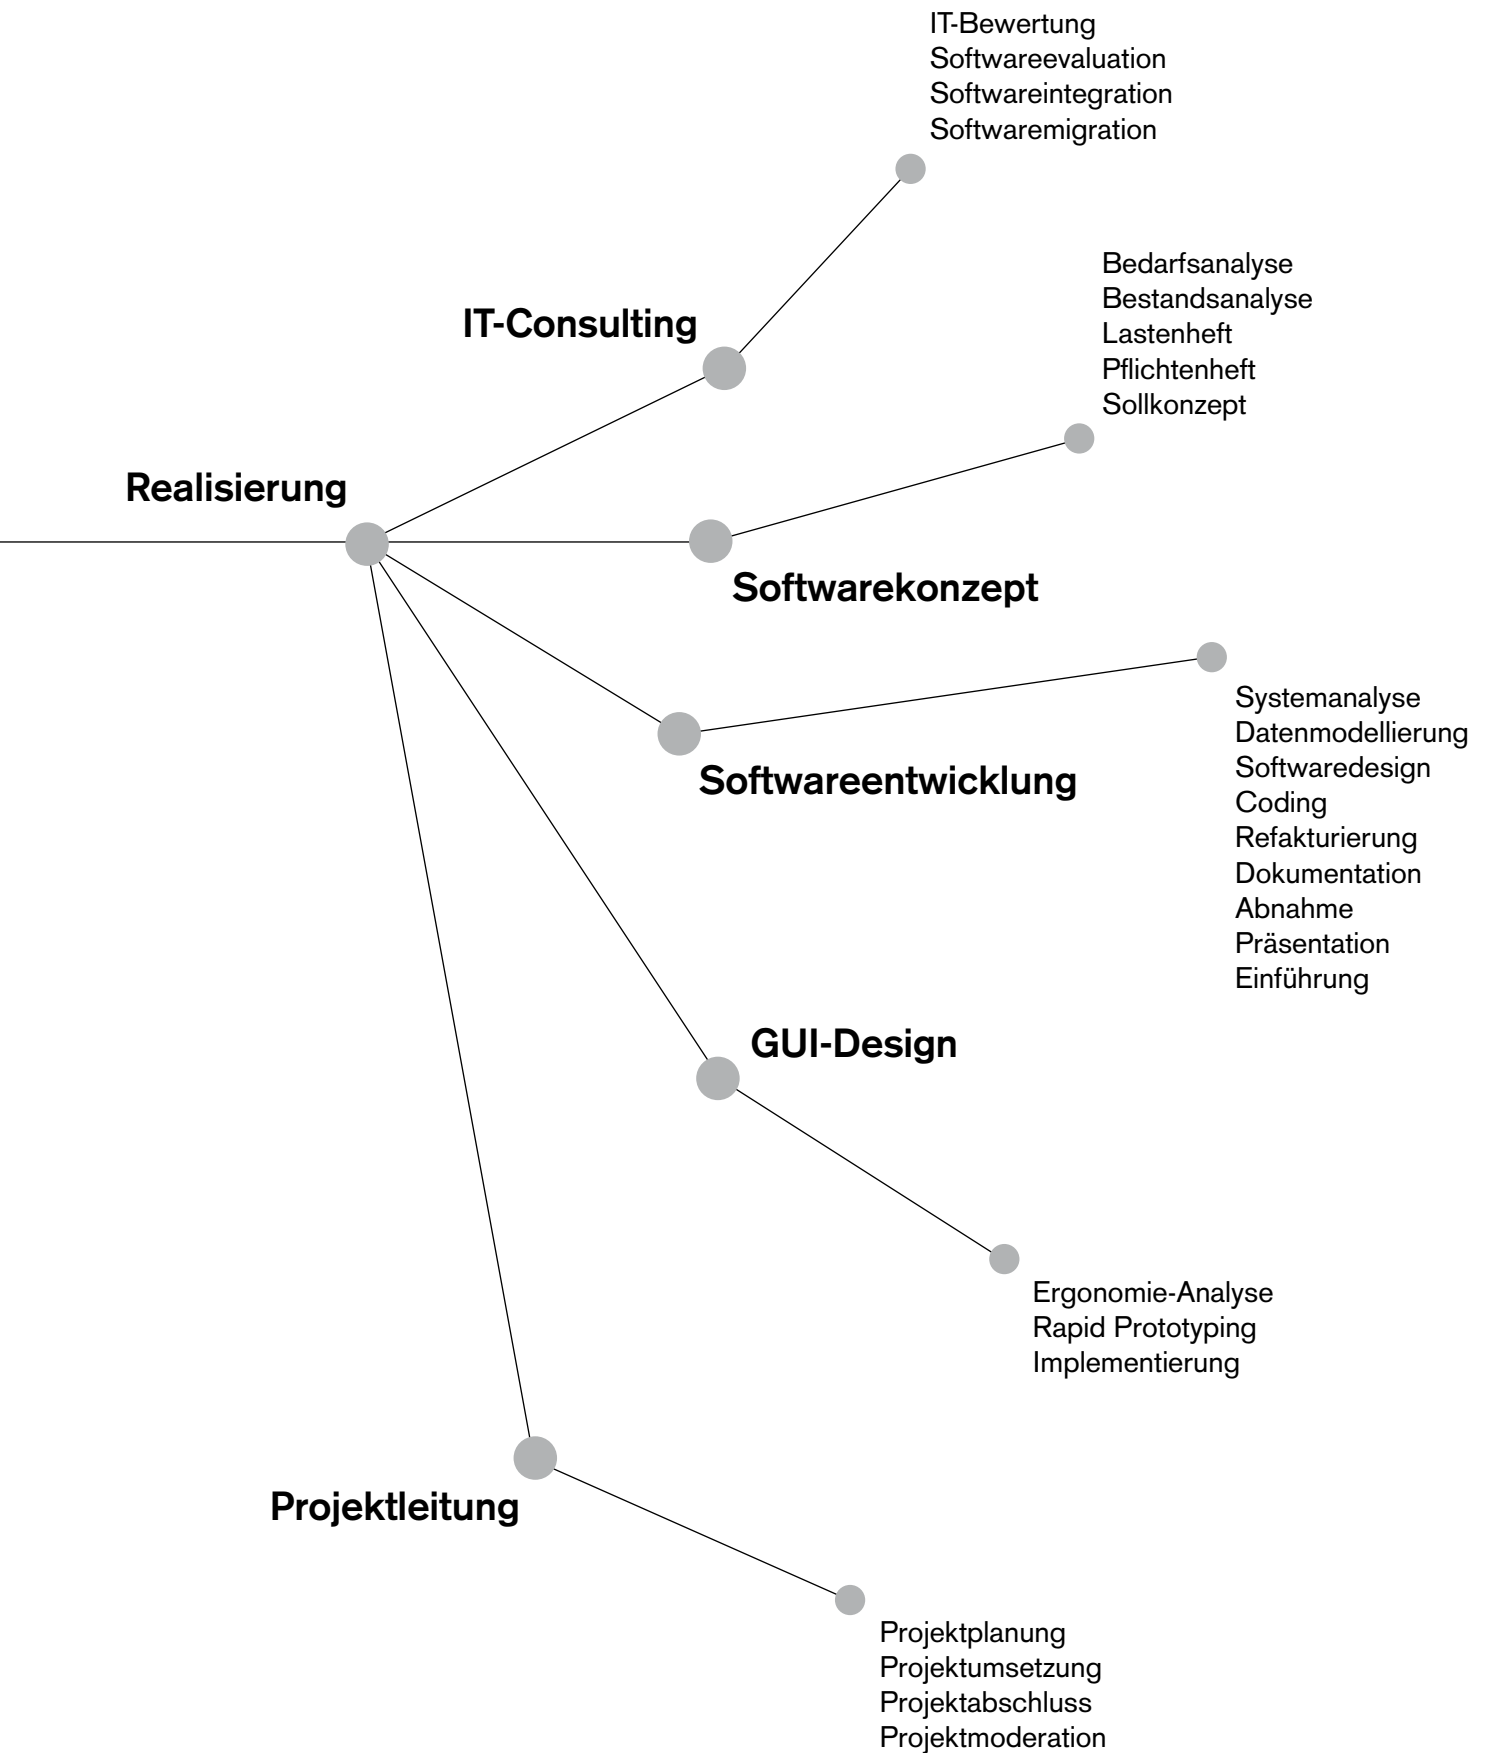 IT-Bewertung
Softwareevaluation
Softwareintegration
Softwaremigration
Bedarfsanalyse
Bestandsanalyse
Lastenheft
Pflichtenheft
Sollkonzept
IT-Consulting
Realisierung
Softwarekonzept
Softwareentwicklung
Systemanalyse
Datenmodellierung
Softwaredesign
Coding
Refakturierung
Dokumentation
Abnahme
Präsentation
Einführung
GUI-Design
Ergonomie-Analyse
Rapid Prototyping
Implementierung
Projektleitung
Projektplanung
Projektumsetzung
Projektabschluss
Projektmoderation